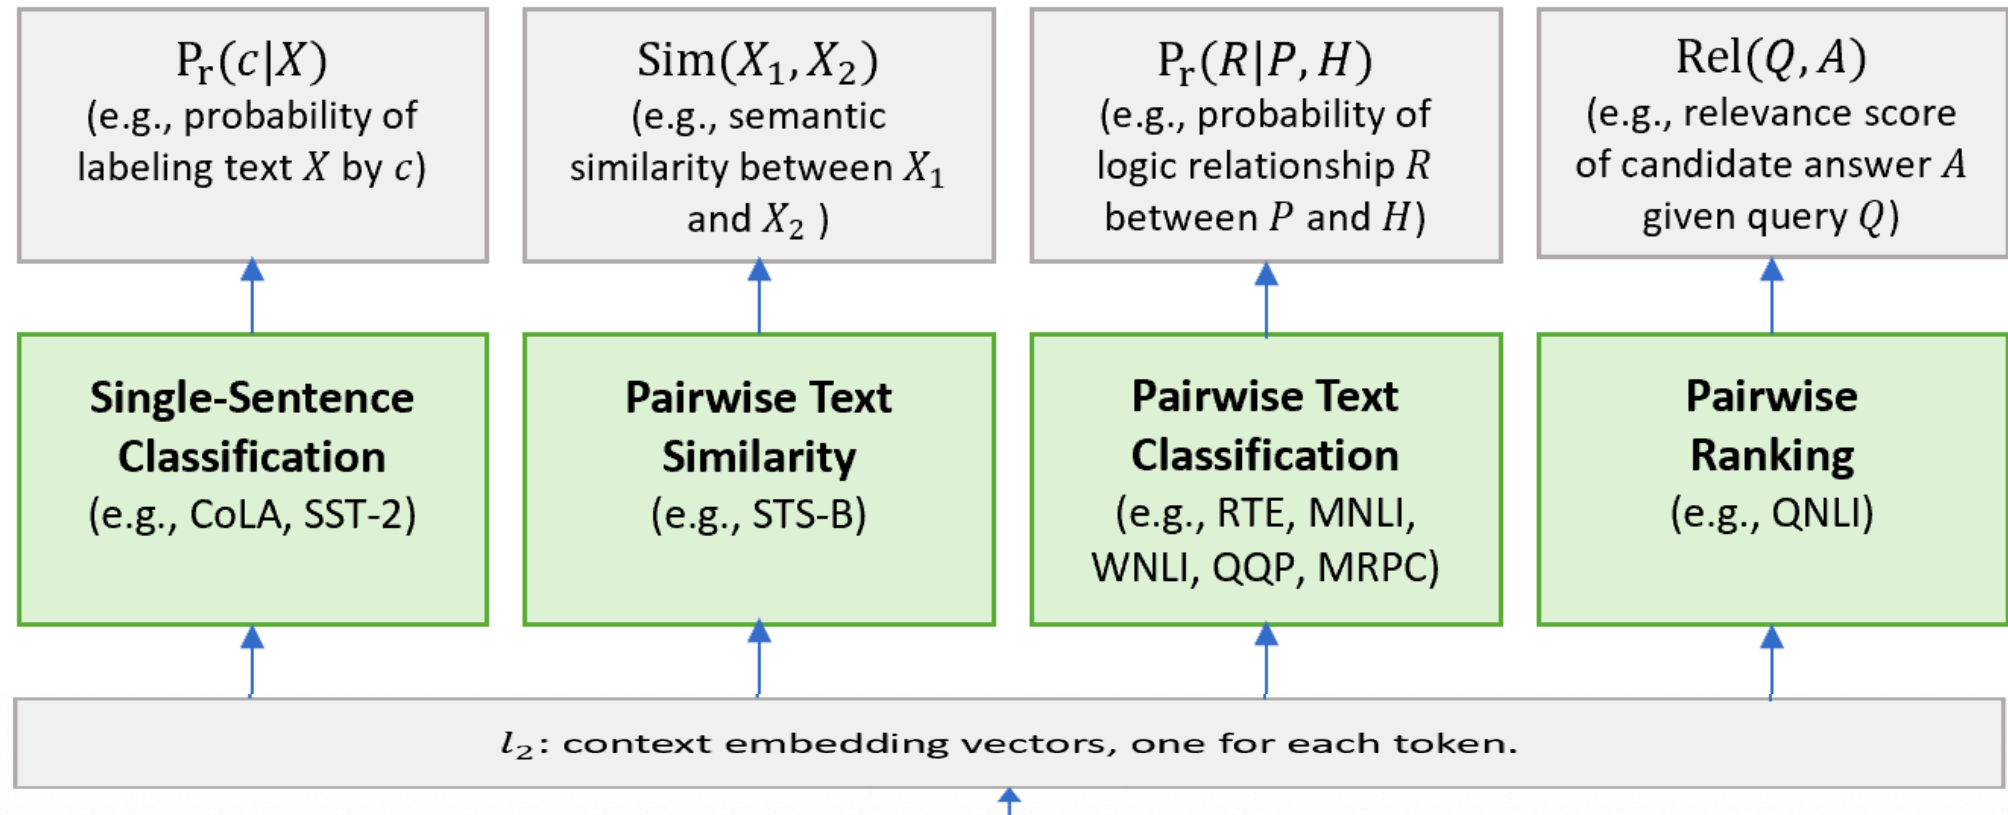 Pr(c|X)
(e.g., probability of
labeling text X by c)
Sim(X1, X2)
(e.g., semantic
similarity between X1
and X2 )
Pr(R|P, H)
(e.g., probability of
logic relationship R
between P and H)
Rel(Q, A)
(e.g., relevance score
of candidate answer A
given query Q)
Single-Sentence
Classification
(e.g., CoLA, SST-2)
Pairwise Text
Similarity
(e.g., STS-B)
Pairwise Text
Classification
(e.g., RTE, MNLI,
WNLI, QQP, MRPC)
Pairwise
Ranking
(e.g., QNLI)
l2: context embedding vectors, one for each token.